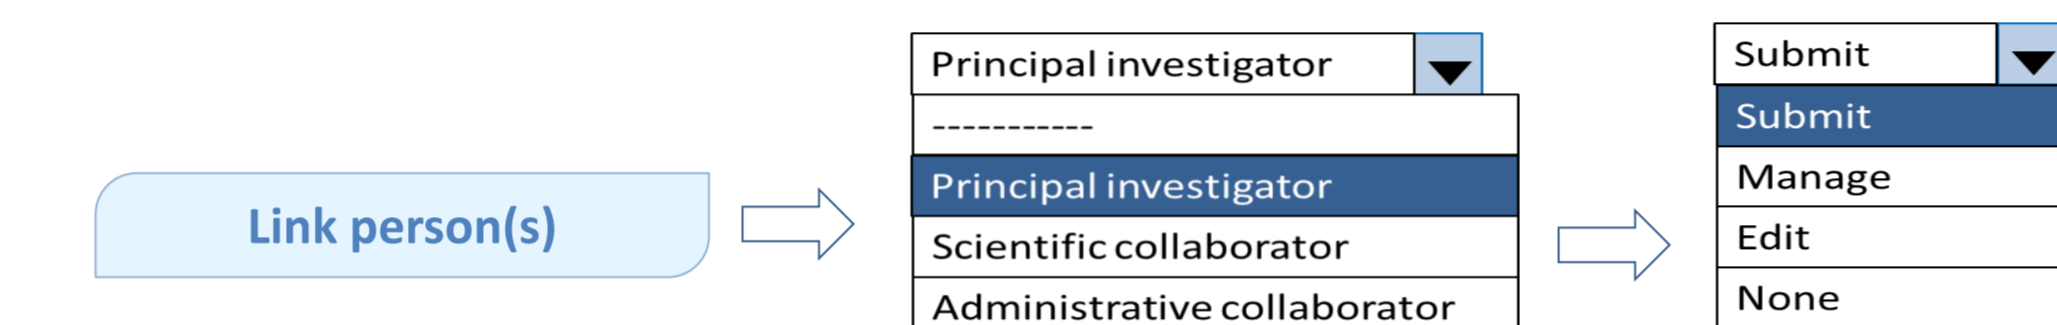 Link person(s)
Principal investigator
-----------
Principal investigator
Scientific collaborator
Administrative collaborator
Submit
Submit
Manage
Edit
None